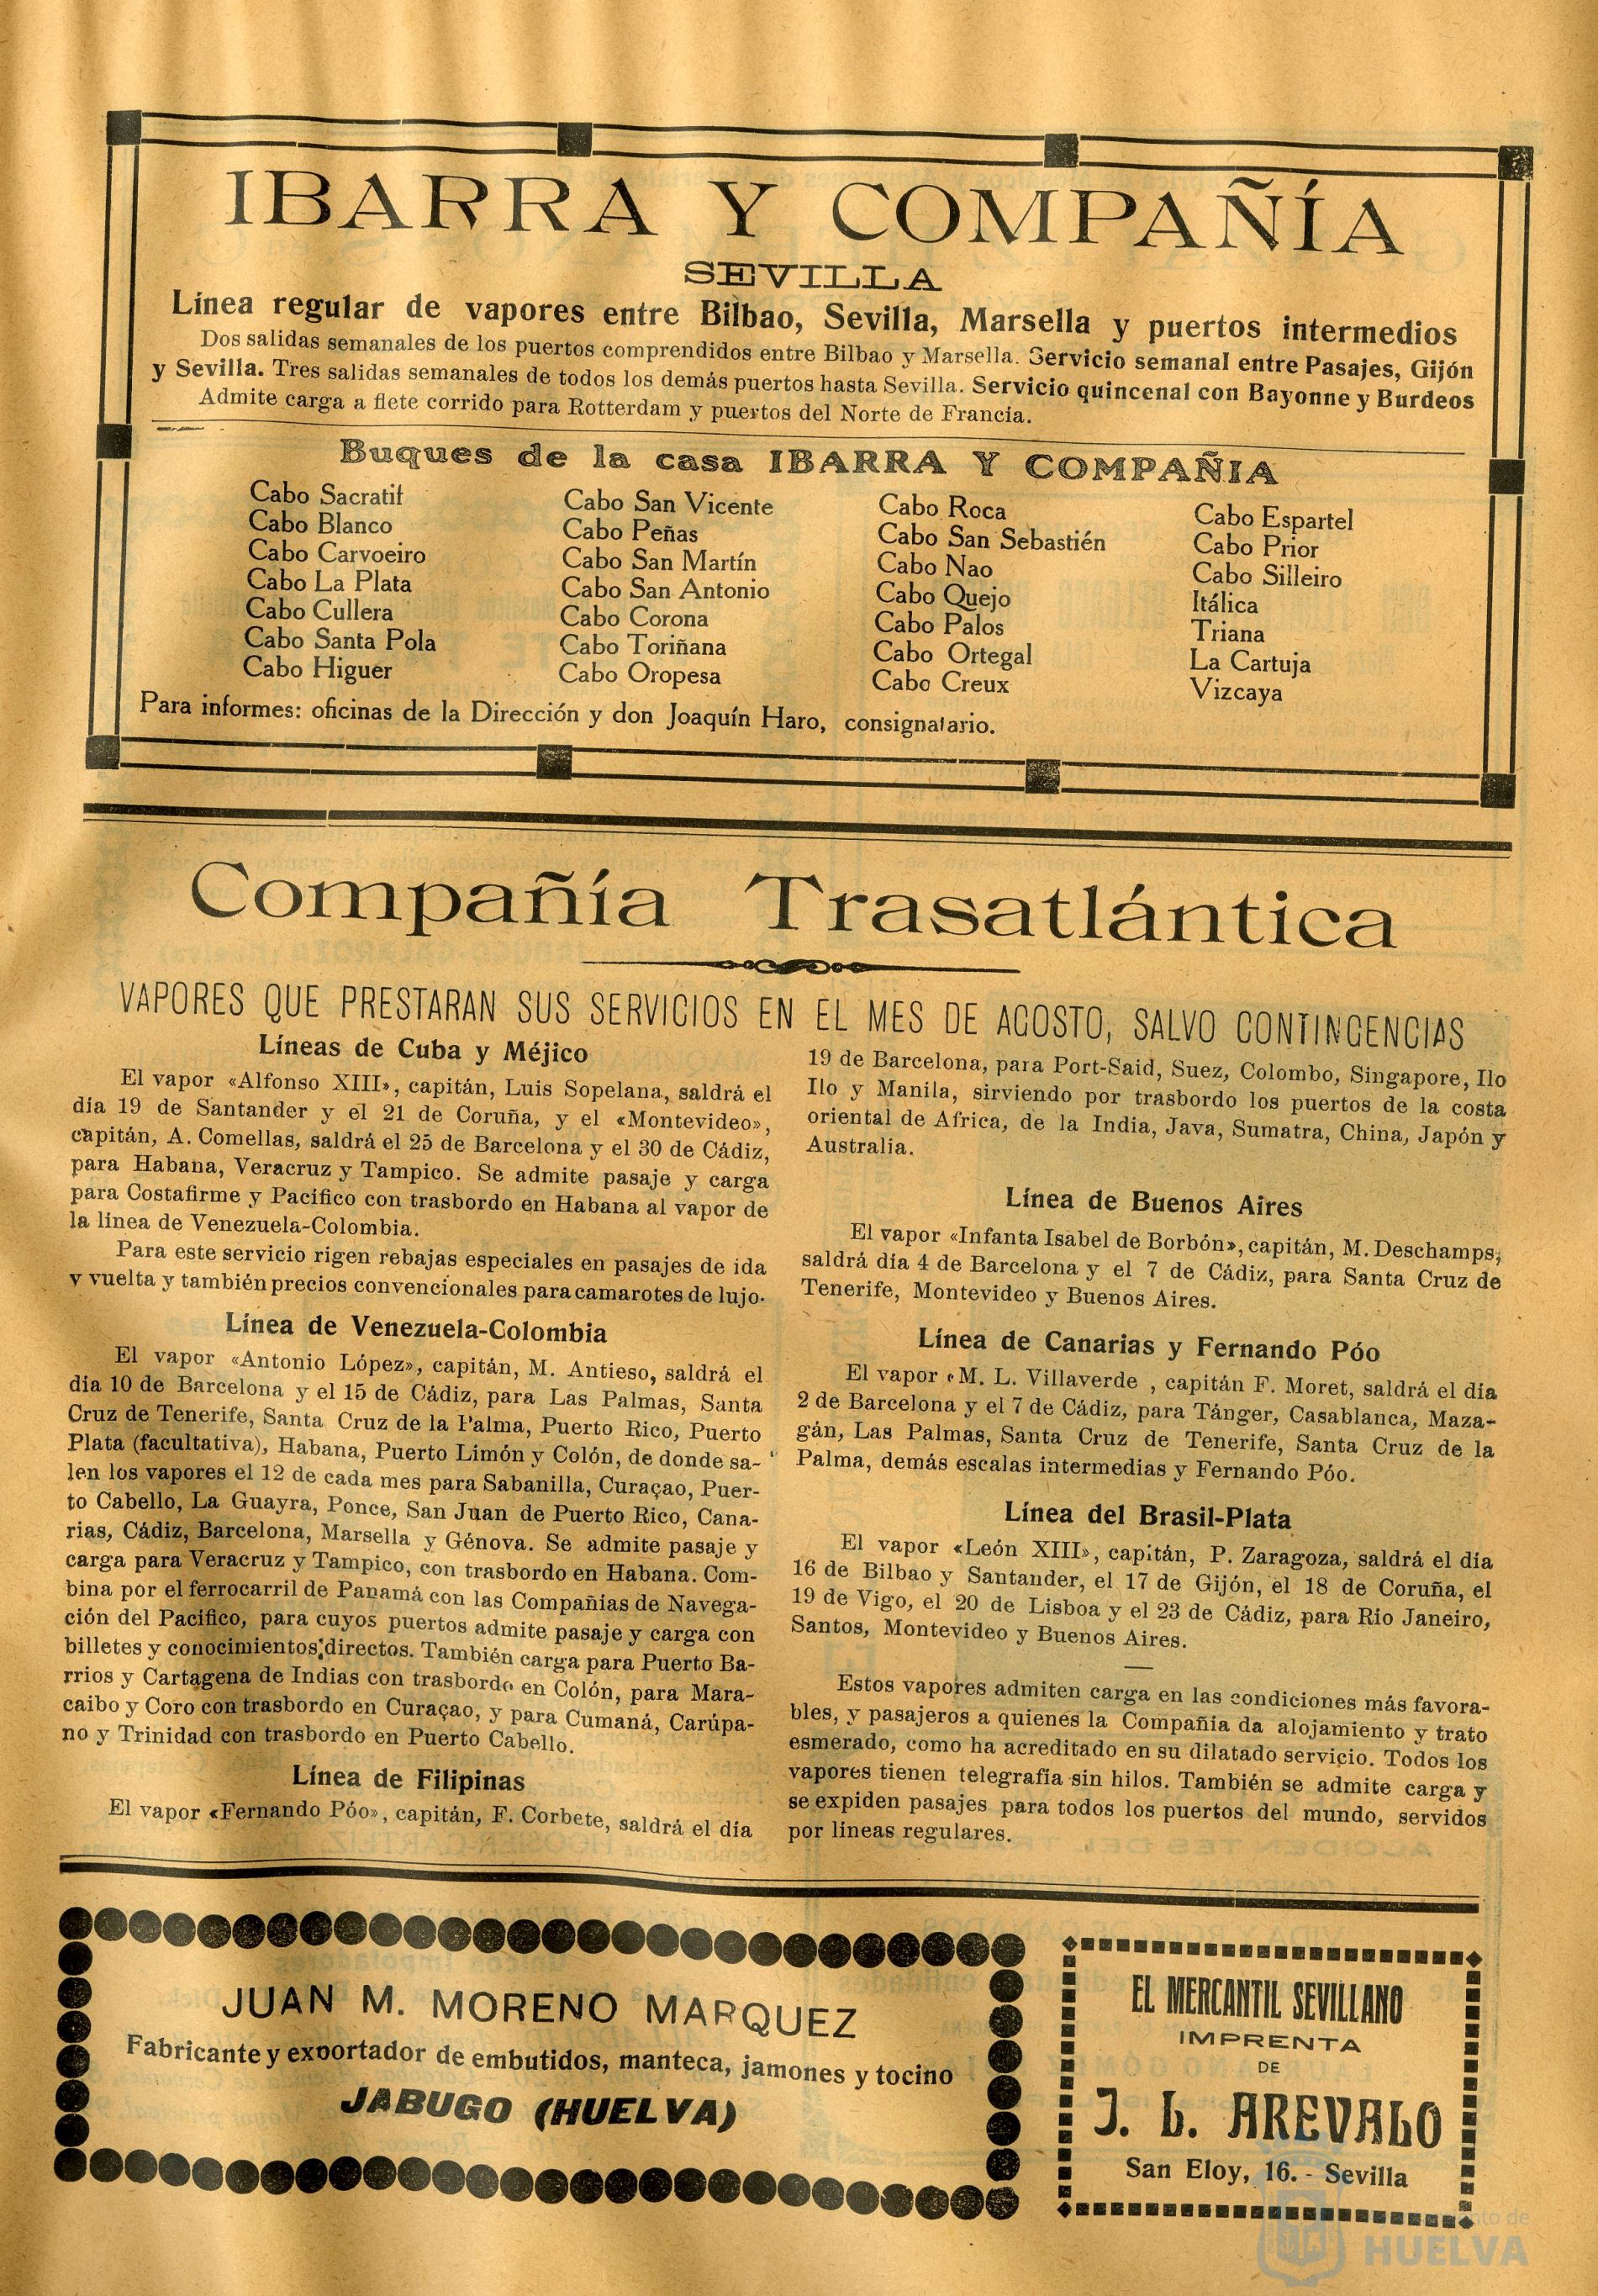 IBARRA Y COMPAÑÍA
SEVILLA
Línea regular de vapores entre Bilbao, Sevilla, Marsella y puertos intermedios
Dos salidas semanales de los puertos comprendidos entre Bilbao y Marsella. Servicio semanal entre Pasajes, Gijón
y Sevilla. Tres salidas semanales de todos los demás puertos hasta Sevilla. Servicio quincenal con Bayonne y Burdeos
Admite carga a flete corrido para Rotterdam y puertos del Norte de Francia.
Buques de la casa IBARRA Y COMPAÑIA
Cabo Sacratif
Cabo Blanco
Cabo Carvoeiro
Cabo La Plata
Cabo Cullera
Cabo Santa Pola
Cabo Higuer
Cabo San Vicente
Cabo Peñas
Cabo San Martín
Cabo San Antonio
Cabo Corona
Cabo Toriñana
Cabo Oropesa
Cabo Roca
Cabo San Sebastién
Cabo Nao
Cabo Quejo
Cabo Palos
Cabo Ortegal
Cabo Creux
Cabo Espartel
Cabo Prior
Cabo Silleiro
Itálica
Triana
La Cartuja
Vizcaya
Para informes: oficinas de la Dirección y don Joaquín Haro, consignatario.
Compañía Trasatlántica
VAPORES QUE PRESTARAN SUS SERVICIOS EN EL MES DE AGOSTO, SALVO CONTINGENCIAS
Líneas de Cuba y Méjico
El vapor «Alfonso XIII», capitán, Luis Sopelana, saldrá el
día 19 de Santander y el 21 de Coruña, y el «Montevideo»,
capitán, A. Comellas, saldrá el 25 de Barcelona y el 30 de Cádiz,
para Habana, Veracruz y Tampico. Se admite pasaje y carga
para Costafirme y Pacífico con trasbordo en Habana al vapor de
la línea de Venezuela-Colombia.
Para este servicio rigen rebajas especiales en pasajes de ida
y vuelta y también precios convencionales para camarotes de lujo.
Línea de Venezuela-Colombia
El vapor «Antonio López», capitán, M. Antieso, saldrá el
día 10 de Barcelona y el 15 de Cádiz, para Las Palmas, Santa
Cruz de Tenerife, Santa Cruz de la Palma, Puerto Rico, Puerto
Plata (facultativa), Habana, Puerto Limón y Colón, de donde sa-
len los vapores el 12 de cada mes para Sabanilla, Curaçao, Puer-
to Cabello, La Guayra, Ponce, San Juan de Puerto Rico, Cana-
rias, Cádiz, Barcelona, Marsella y Génova. Se admite pasaje y
carga para Veracruz y Tampico, con trasbordo en Habana. Com-
bina por el ferrocarril de Panamá con las Compañías de Navega-
ción del Pacífico, para cuyos puertos admite pasaje y carga con
billetes y conocimientos directos. También carga para Puerto Ba-
rrios y Cartagena de Indias con trasbordo en Colón, para Mara-
caibo y Coro con trasbordo en Curaçao, y para Cumaná, Carúpa-
no y Trinidad con trasbordo en Puerto Cabello.
Línea de Filipinas
El vapor «Fernando Póo», capitán, F. Corbete, saldrá el día
19 de Barcelona, para Port-Said, Suez, Colombo, Singapore, Ilo
Ilo y Manila, sirviendo por trasbordo los puertos de la costa
oriental de Africa, de la India, Java, Sumatra, China, Japón y
Australia.
Línea de Buenos Aires
El vapor «Infanta Isabel de Borbón», capitán, M. Deschamps,
saldrá día 4 de Barcelona y el 7 de Cádiz, para Santa Cruz de
Tenerife, Montevideo y Buenos Aires.
Línea de Canarias y Fernando Póo
El vapor «M. L. Villaverde , capitán F. Moret, saldrá el día
2 de Barcelona y el 7 de Cádiz, para Tánger, Casablanca, Maza-
gán, Las Palmas, Santa Cruz de Tenerife, Santa Cruz de la
Palma, demás escalas intermedias y Fernando Póo.
Línea del Brasil-Plata
El vapor «León XIII», capitán, P. Zaragoza, saldrá el día
16 de Bilbao y Santander, el 17 de Gijón, el 18 de Coruña, el
19 de Vigo, el 20 de Lisboa y el 23 de Cádiz, para Rio Janeiro,
Santos, Montevideo y Buenos Aires.
Estos vapores admiten carga en las condiciones más favora-
bles, y pasajeros a quienes la Compañía da alojamiento y trato
esmerado, como ha acreditado en su dilatado servicio. Todos los
vapores tienen telegrafía sin hilos. También se admite carga y
se expiden pasajes para todos los puertos del mundo, servidos
por líneas regulares.
JUAN M. MORENO MARQUEZ
Fabricante y exportador de embutidos, manteca, jamones y tocino
JABUGO (HUELVA)
EL MERCANTIL SEVILLANO
IMPRENTA
DE
J. L. AREVALO
San Eloy, 16. - Sevilla
HUELVA